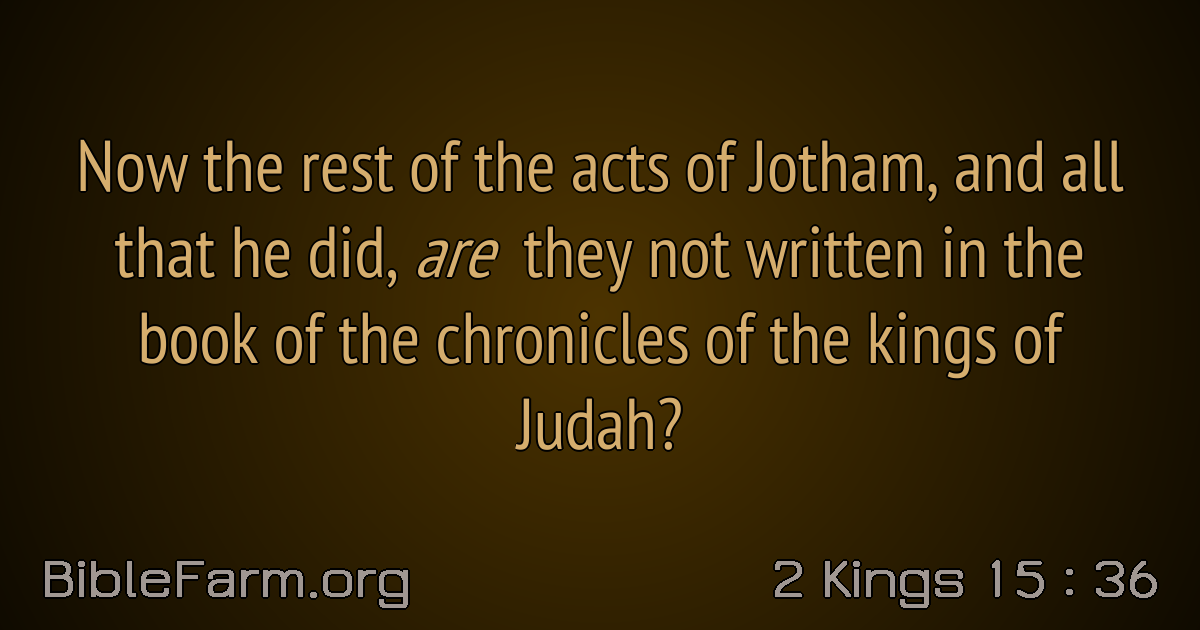 Now the rest of the acts of Jotham, and all
that he did, are they not written in the
book of the chronicles of the kings of
Judah?
BibleFarm.org
2 Kings 15 : 36